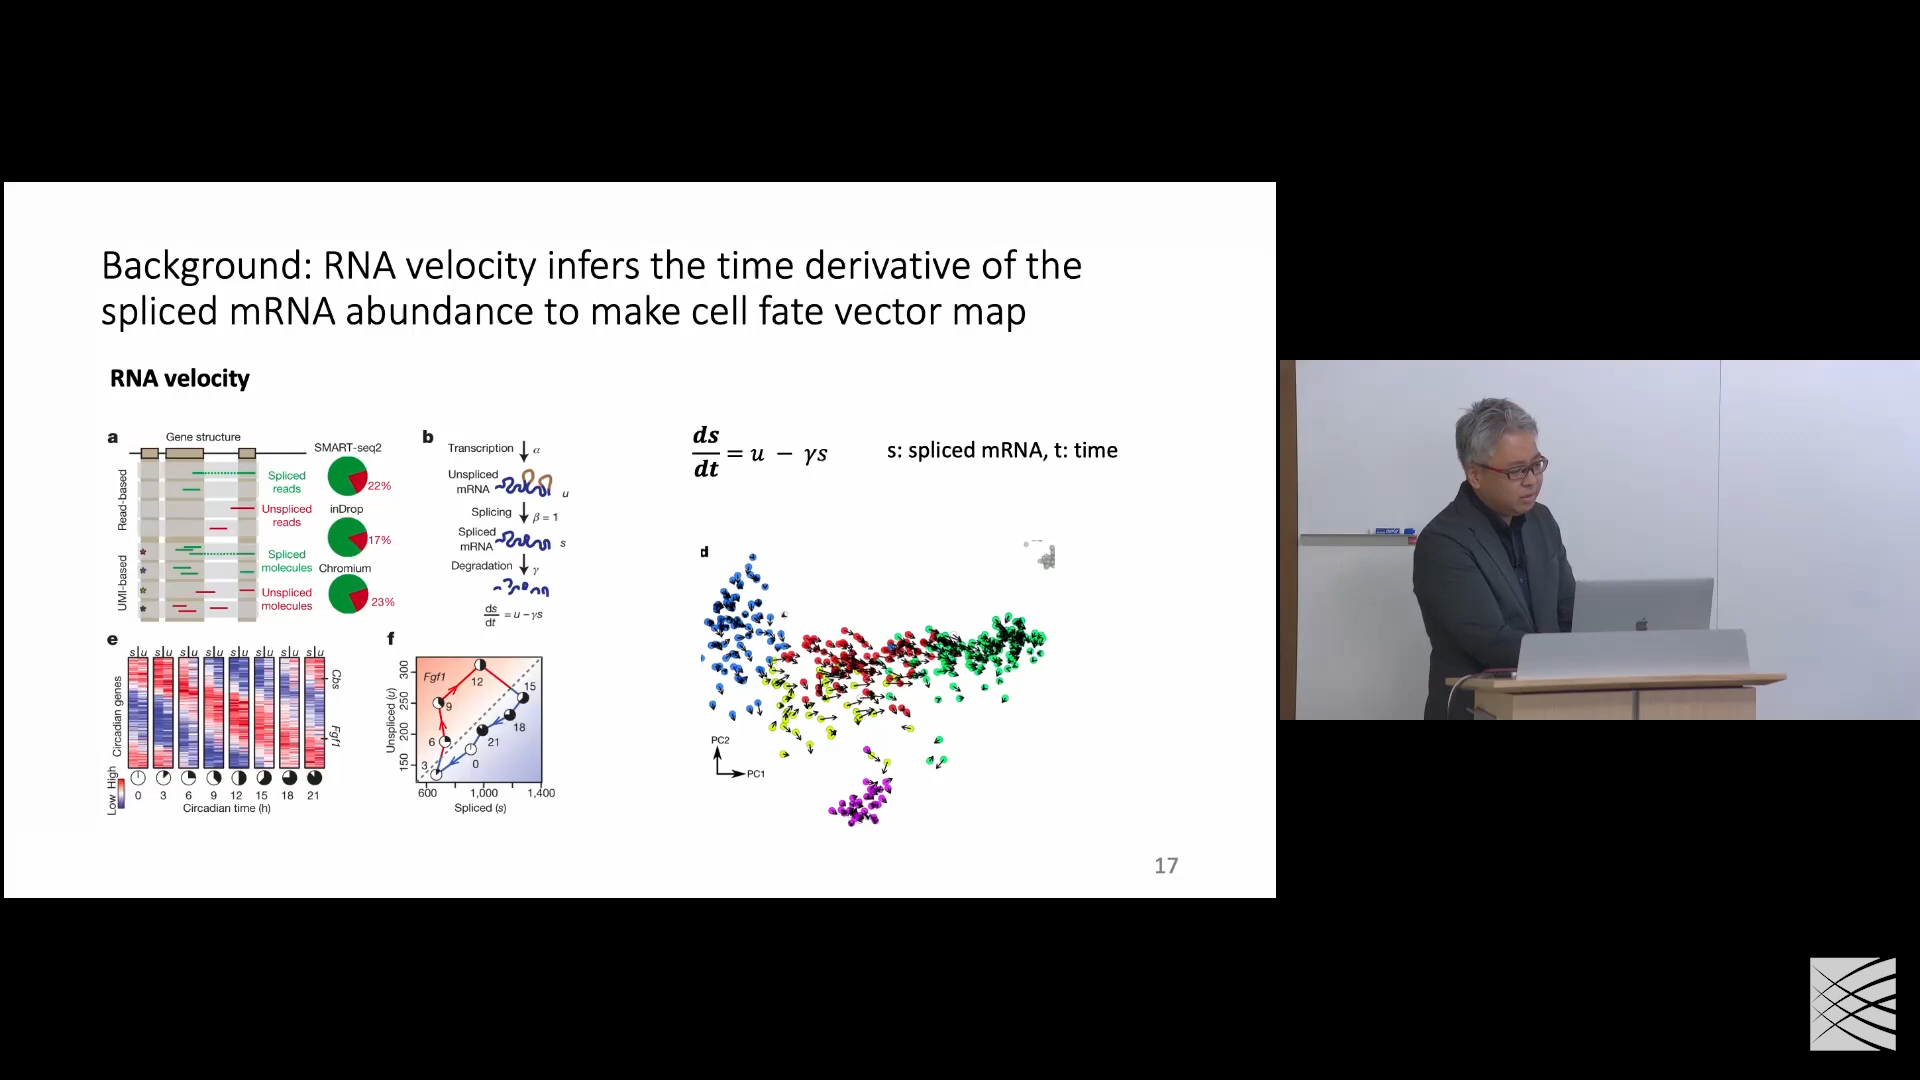 Background: RNA velocity infers the time derivative of the
spliced mRNA abundance to make cell fate vector map
RNA velocity
a
Gene structure
SMART-seq2
Read-based
UMI-based
Spliced
reads
Unspliced
reads
Spliced
molecules
Unspliced
molecules
22%
inDrop
17%
Chromium
23%
*
*
*
*
b
Transcription
α
Unspliced
mRNA
u
Splicing
β = 1
Spliced
mRNA
s
Degradation
γ
ds
dt
= u – γs
ds
dt
= u − γs
s: spliced mRNA, t: time
d
PC2
PC1
e
s|u s|u s|u s|u s|u s|u s|u s|u
Circadian genes
Cbs
Fgf1
Low High
0 3 6 9 12 15 18 21
Circadian time (h)
f
Fgf1
Unspliced (u)
300
250
200
150
12
15
9
18
6
21
3
0
600 1,000 1,400
Spliced (s)
17